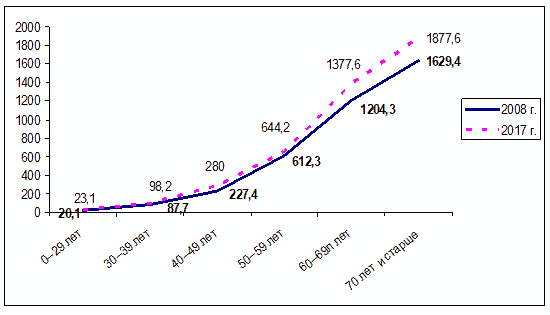 2000
1800
1600
1400
1200
1000
800
600
400
200
0
23,1
98,2
280
644,2
1377,6
1877,6
20,1
87,7
227,4
612,3
1204,3
1629,4
0–29 лет
30–39 лет
40–49 лет
50–59 лет
60–69л лет
70 лет и старше
2008 г.
2017 г.